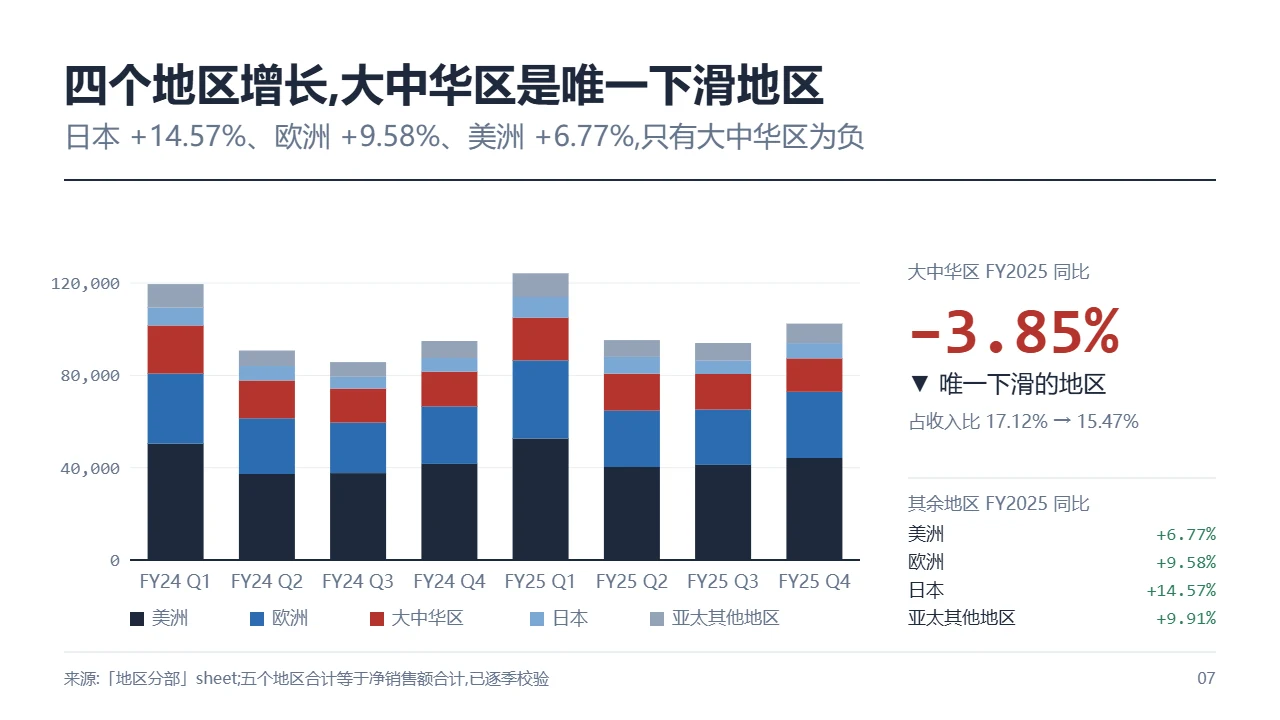 四个地区增长,大中华区是唯一下滑地区
日本 +14.57%、欧洲 +9.58%、美洲 +6.77%,只有大中华区为负
120,000
80,000
40,000
0
FY24 Q1 FY24 Q2 FY24 Q3 FY24 Q4 FY25 Q1 FY25 Q2 FY25 Q3 FY25 Q4
美洲 欧洲 大中华区 日本 亚太其他地区
大中华区 FY2025 同比
-3.85%
▼ 唯一下滑的地区
占收入比 17.12% → 15.47%
其余地区 FY2025 同比
美洲 +6.77%
欧洲 +9.58%
日本 +14.57%
亚太其他地区 +9.91%
来源:「地区分部」sheet;五个地区合计等于净销售额合计,已逐季校验
07